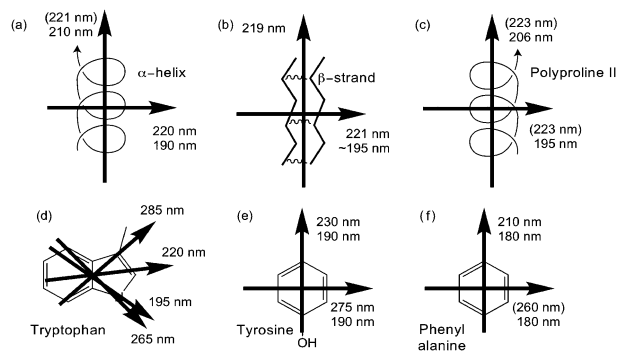 (a)
(221 nm)
210 nm
α-helix
220 nm
190 nm
(b)
219 nm
β-strand
221 nm
~195 nm
(c)
(223 nm)
206 nm
Polyproline II
(223 nm)
195 nm
(d)
285 nm
220 nm
195 nm
265 nm
Tryptophan
(e)
230 nm
190 nm
275 nm
190 nm
Tyrosine
OH
(f)
210 nm
180 nm
(260 nm)
180 nm
Phenyl
alanine